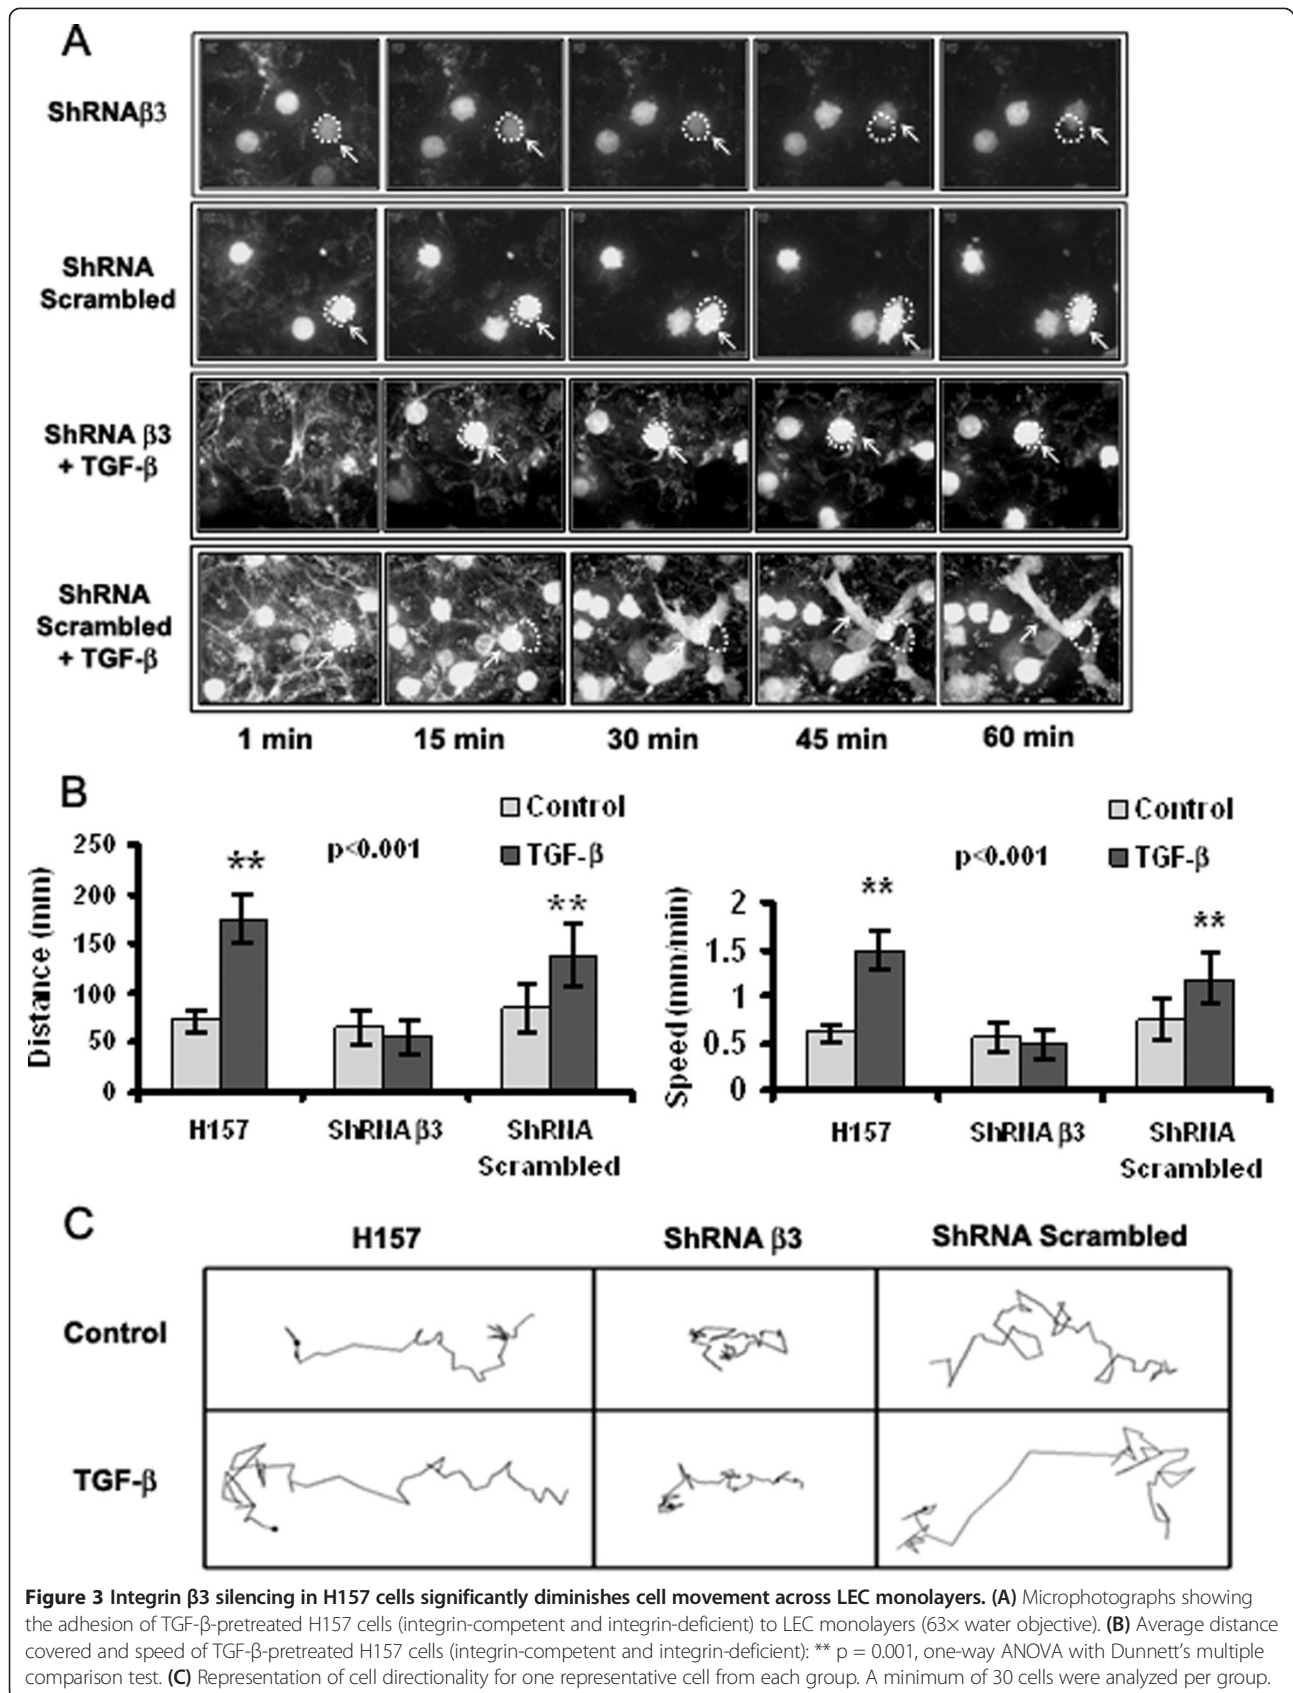 A
ShRNAβ3
ShRNA
Scrambled
ShRNA β3
+ TGF-β
ShRNA
Scrambled
+ TGF-β
1 min 15 min 30 min 45 min 60 min
B
Control
TGF-β
p<0.001
250
200
150
100
50
0
Distance (mm)
** **
H157 ShRNA β3 ShRNA
Scrambled
Control
TGF-β
p<0.001
2
1.5
1
0.5
0
Speed (mm/min)
** **
H157 ShRNA β3 ShRNA
Scrambled
C
H157 ShRNA β3 ShRNA Scrambled
Control
TGF-β
Figure 3 Integrin β3 silencing in H157 cells significantly diminishes cell movement across LEC monolayers. (A) Microphotographs showing
the adhesion of TGF-β-pretreated H157 cells (integrin-competent and integrin-deficient) to LEC monolayers (63× water objective). (B) Average distance
covered and speed of TGF-β-pretreated H157 cells (integrin-competent and integrin-deficient): ** p = 0.001, one-way ANOVA with Dunnett's multiple
comparison test. (C) Representation of cell directionality for one representative cell from each group. A minimum of 30 cells were analyzed per group.